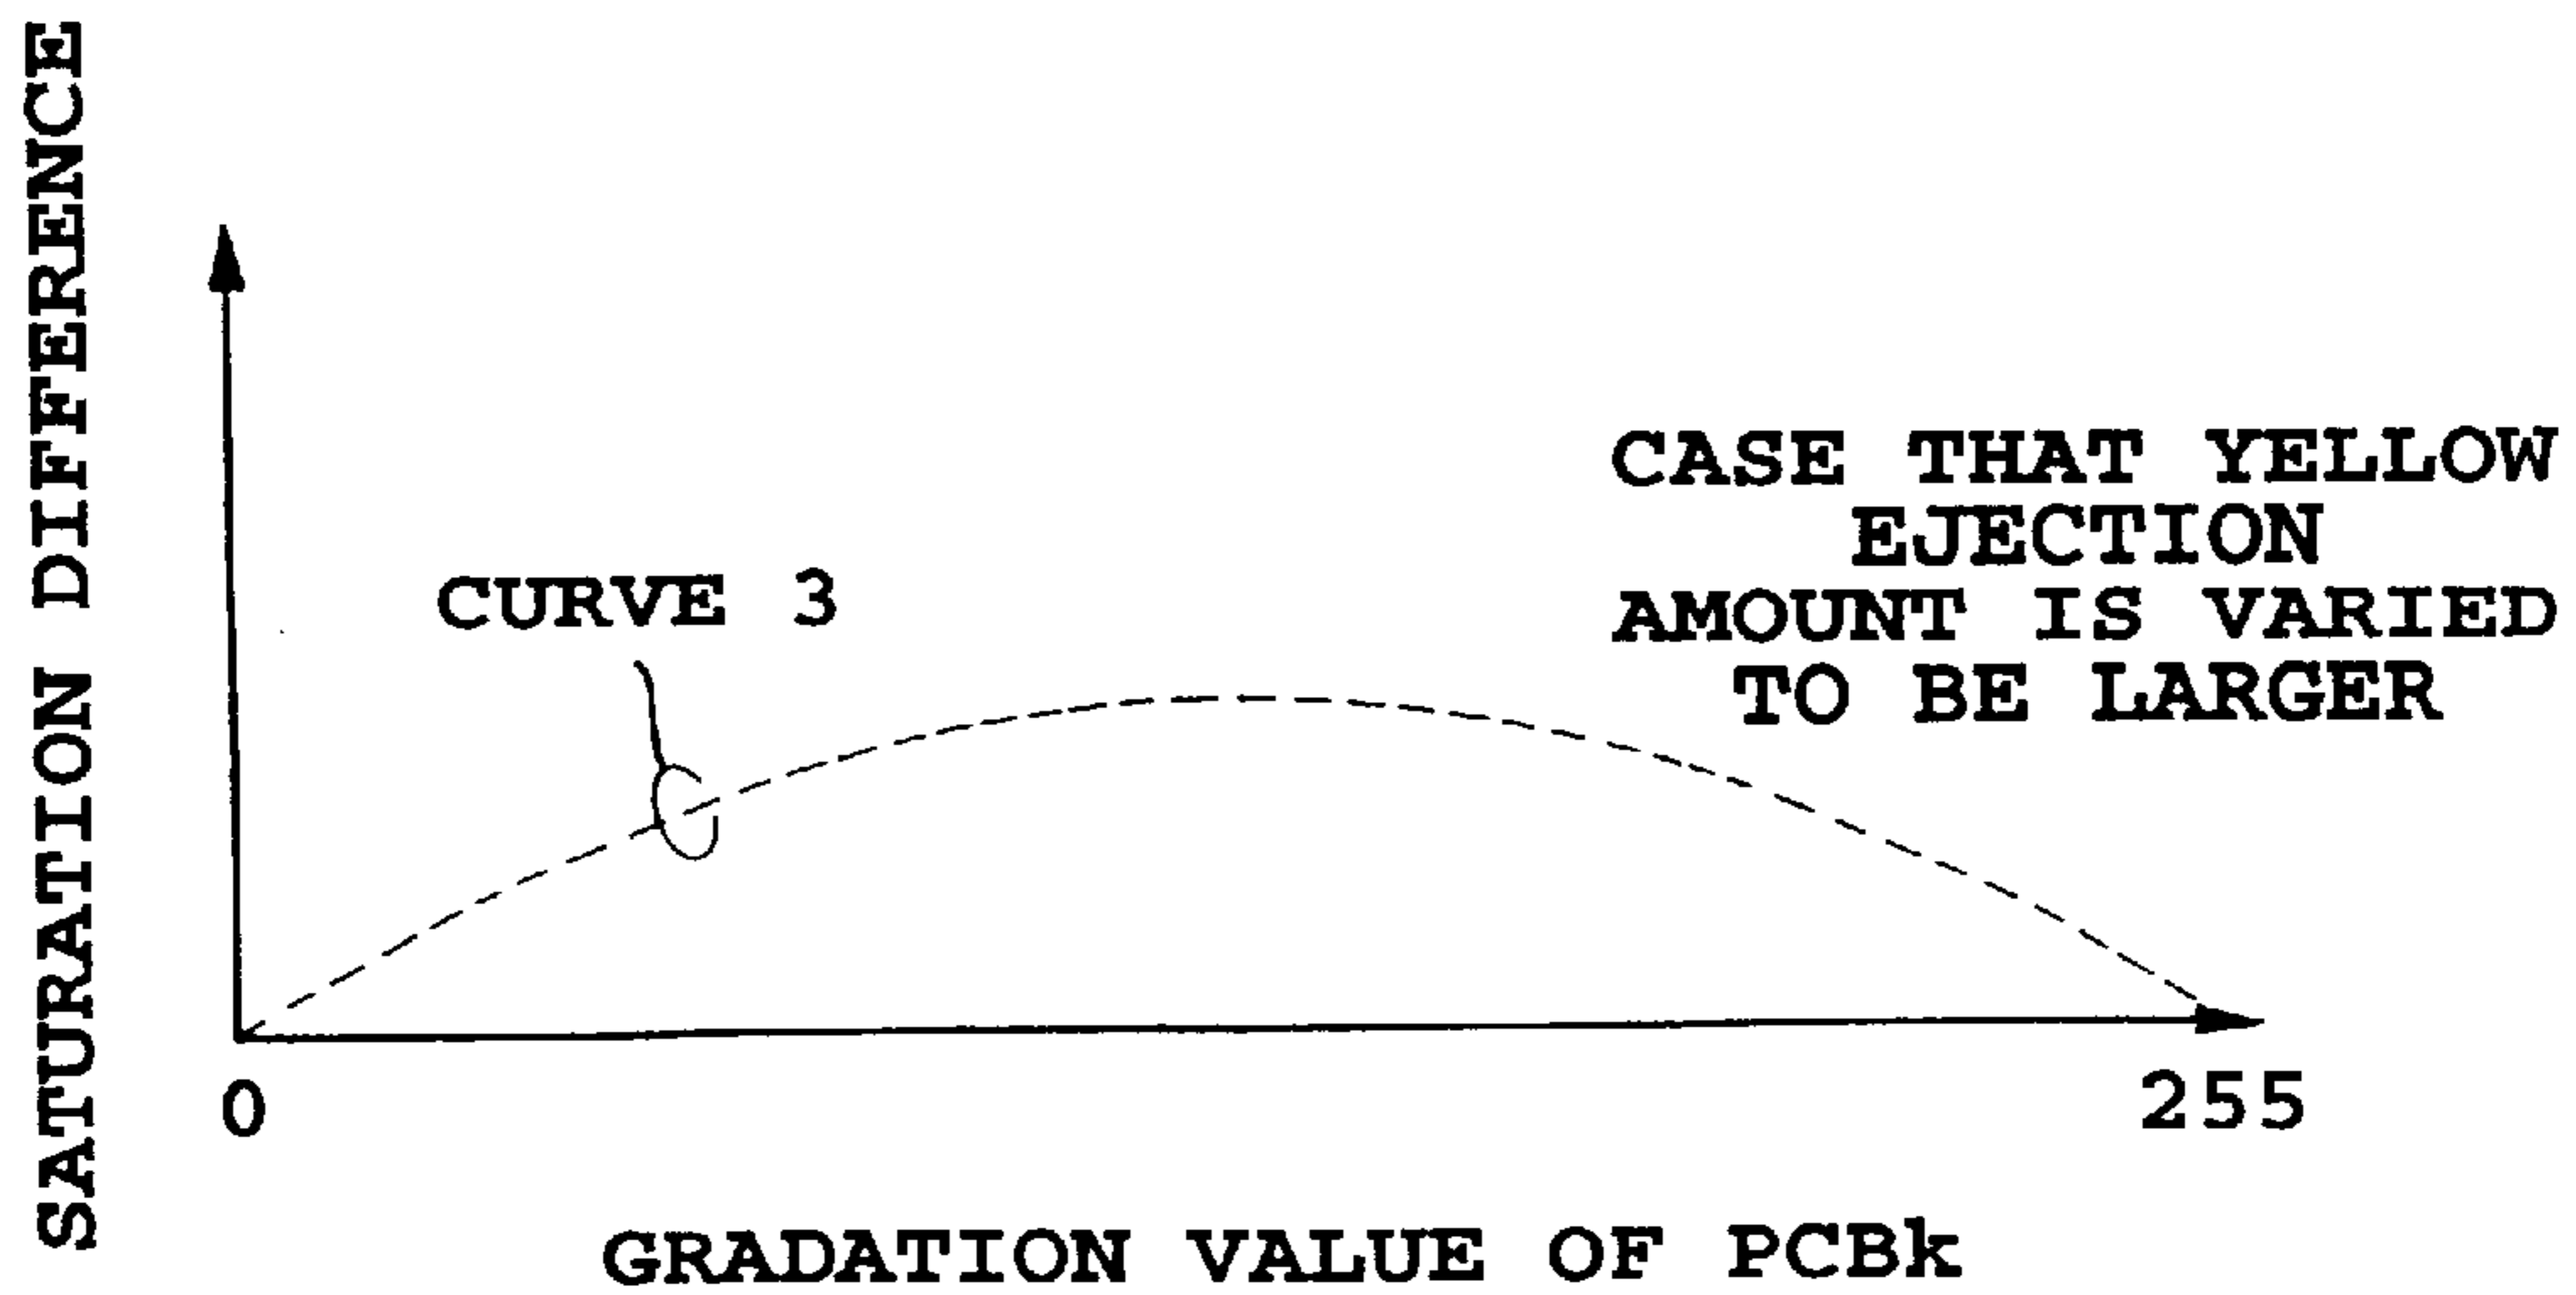 SATURATION DIFFERENCE
CASE THAT YELLOW
EJECTION
AMOUNT IS VARIED
TO BE LARGER
CURVE 3
0
255
GRADATION VALUE OF PCBk